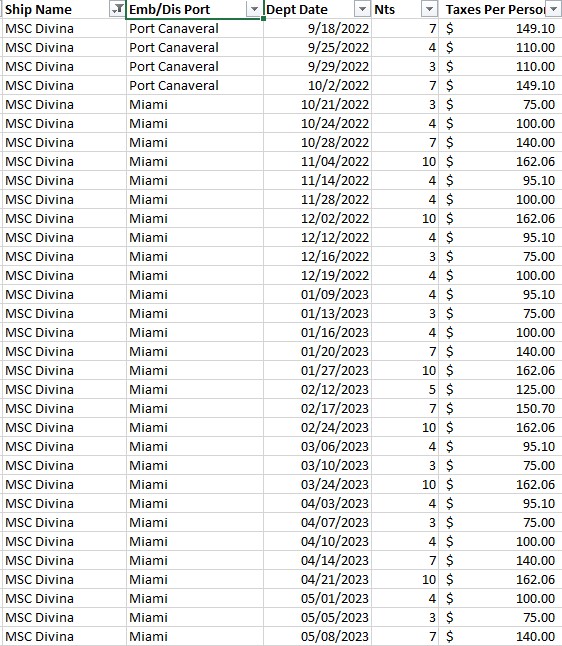 Ship Name Emb/Dis Port Dept Date Nts Taxes Per Person
MSC Divina Port Canaveral 9/18/2022 7 $ 149.10
MSC Divina Port Canaveral 9/25/2022 4 $ 110.00
MSC Divina Port Canaveral 9/29/2022 3 $ 110.00
MSC Divina Port Canaveral 10/2/2022 7 $ 149.10
MSC Divina Miami 10/21/2022 3 $ 75.00
MSC Divina Miami 10/24/2022 4 $ 100.00
MSC Divina Miami 10/28/2022 7 $ 140.00
MSC Divina Miami 11/04/2022 10 $ 162.06
MSC Divina Miami 11/14/2022 4 $ 95.10
MSC Divina Miami 11/28/2022 4 $ 100.00
MSC Divina Miami 12/02/2022 10 $ 162.06
MSC Divina Miami 12/12/2022 4 $ 95.10
MSC Divina Miami 12/16/2022 3 $ 75.00
MSC Divina Miami 12/19/2022 4 $ 100.00
MSC Divina Miami 01/09/2023 4 $ 95.10
MSC Divina Miami 01/13/2023 3 $ 75.00
MSC Divina Miami 01/16/2023 4 $ 100.00
MSC Divina Miami 01/20/2023 7 $ 140.00
MSC Divina Miami 01/27/2023 10 $ 162.06
MSC Divina Miami 02/12/2023 5 $ 125.00
MSC Divina Miami 02/17/2023 7 $ 150.70
MSC Divina Miami 02/24/2023 10 $ 162.06
MSC Divina Miami 03/06/2023 4 $ 95.10
MSC Divina Miami 03/10/2023 3 $ 75.00
MSC Divina Miami 03/24/2023 10 $ 162.06
MSC Divina Miami 04/03/2023 4 $ 95.10
MSC Divina Miami 04/07/2023 3 $ 75.00
MSC Divina Miami 04/10/2023 4 $ 100.00
MSC Divina Miami 04/14/2023 7 $ 140.00
MSC Divina Miami 04/21/2023 10 $ 162.06
MSC Divina Miami 05/01/2023 4 $ 100.00
MSC Divina Miami 05/05/2023 3 $ 75.00
MSC Divina Miami 05/08/2023 7 $ 140.00